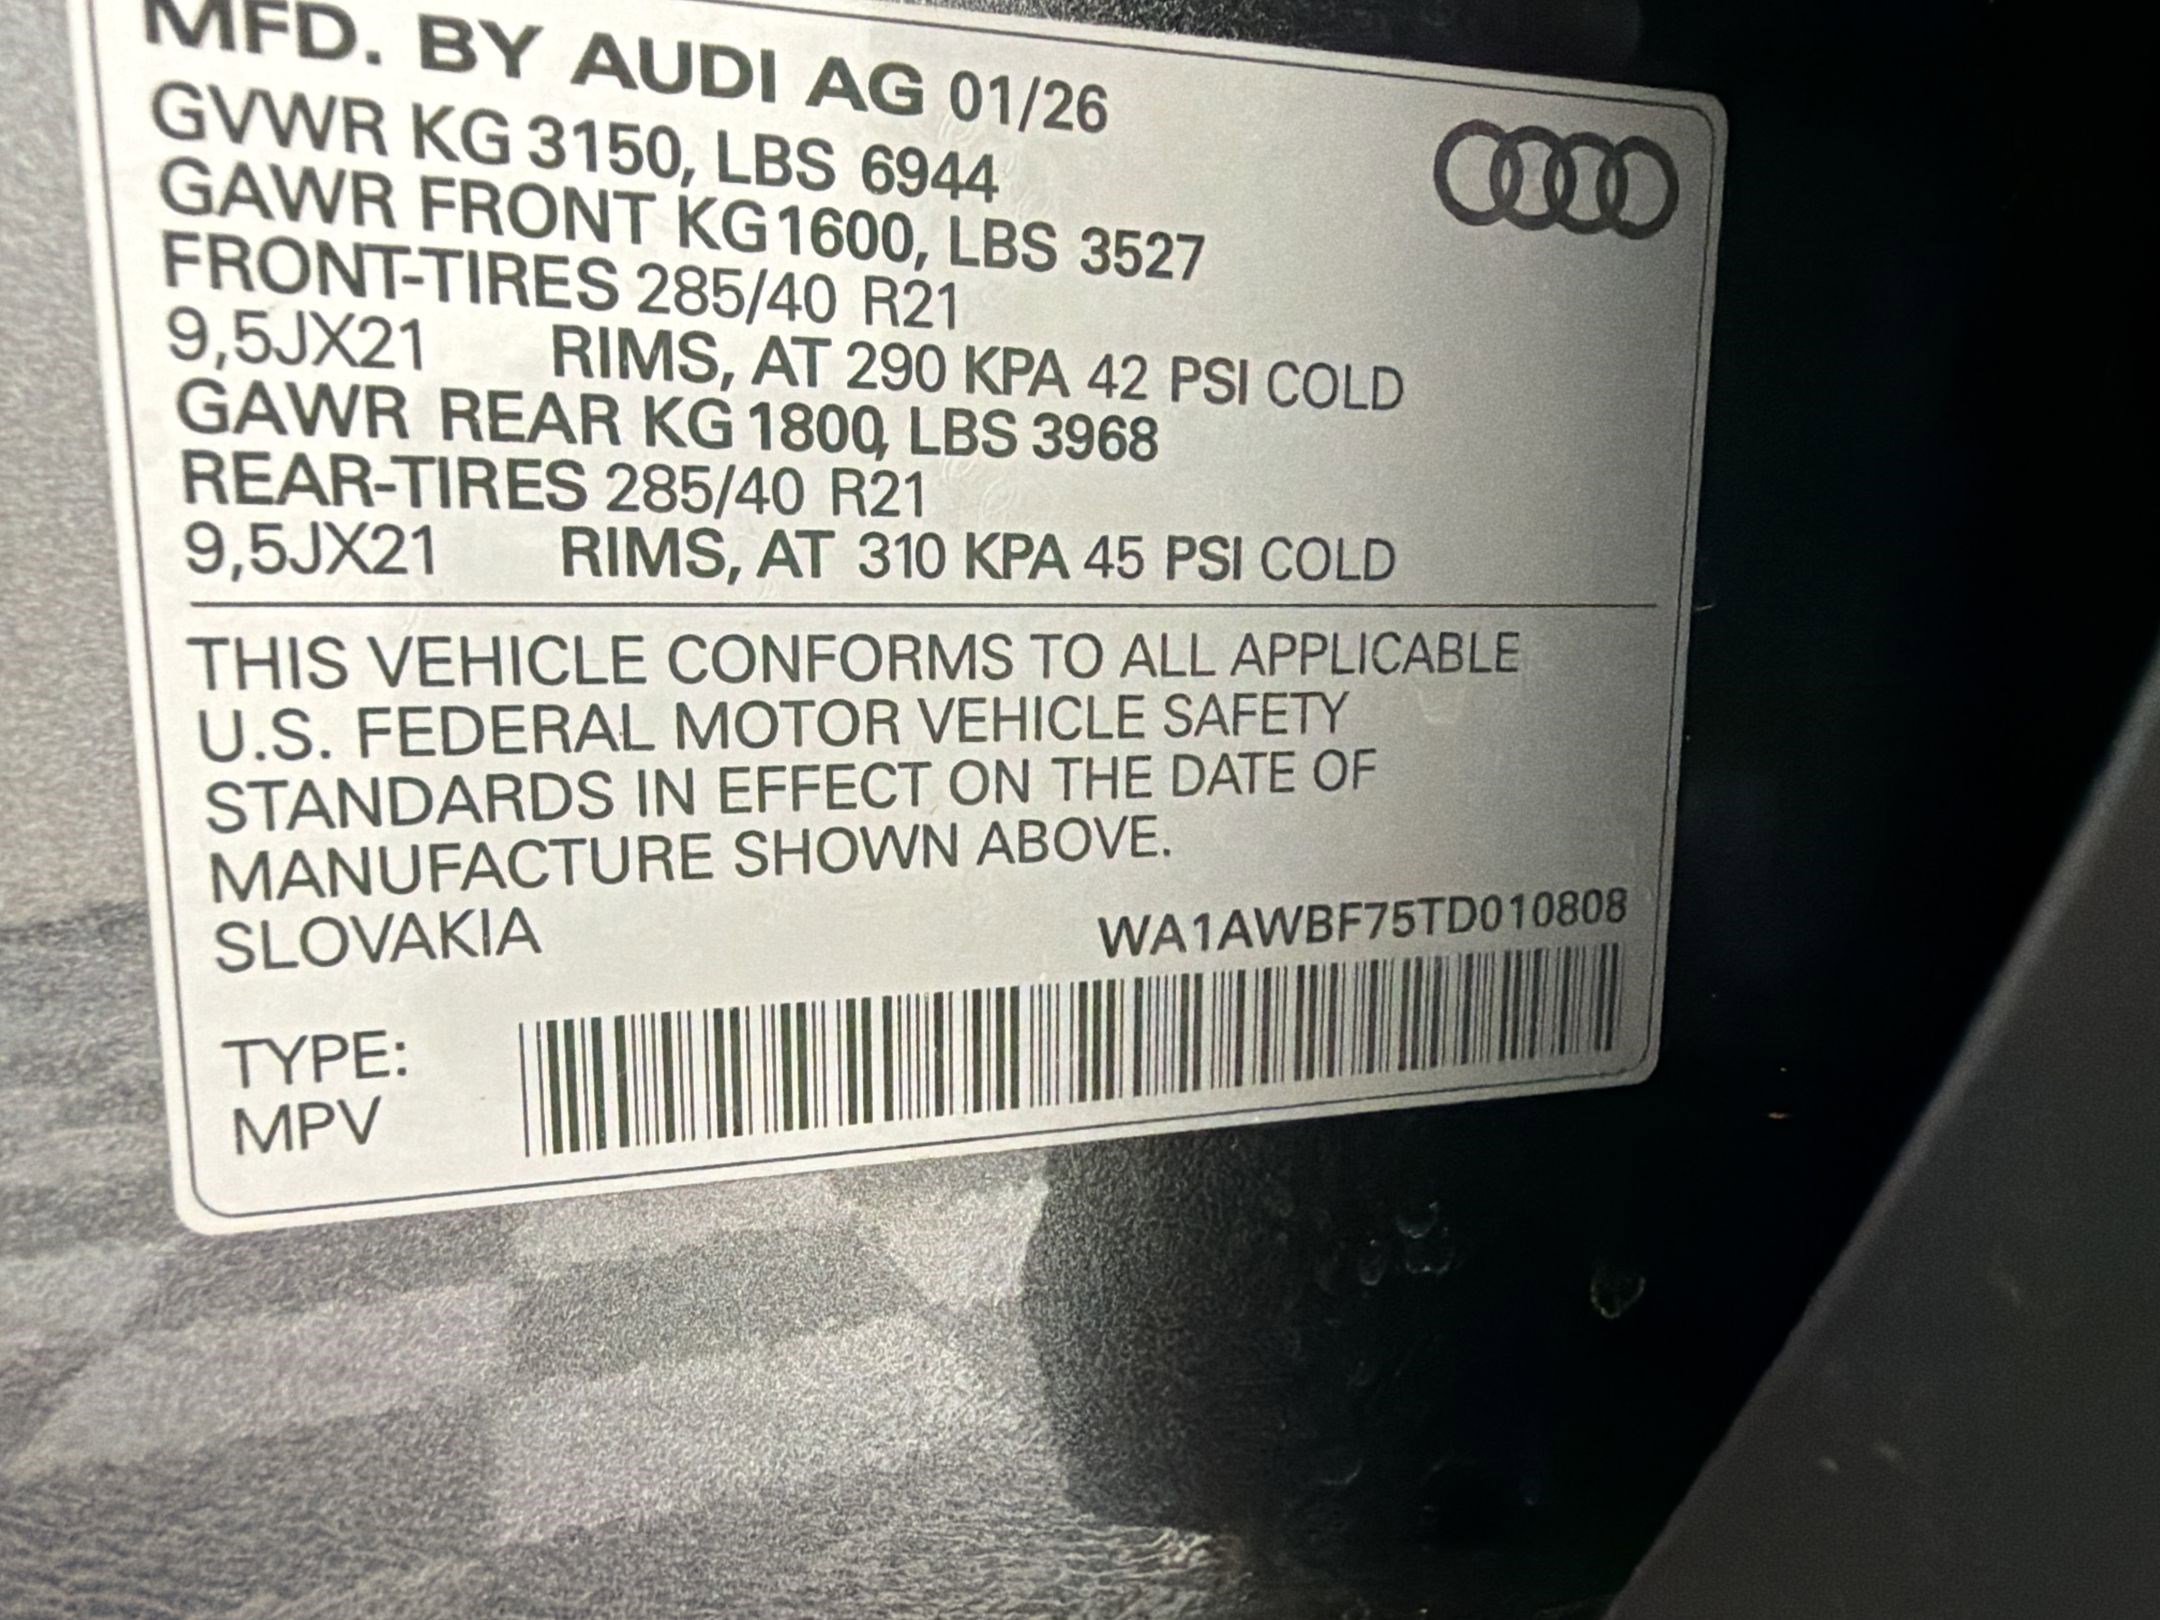 MFD. BY AUDI AG 01/26
GVWR KG 3150, LBS 6944
GAWR FRONT KG 1600, LBS 3527
FRONT-TIRES 285/40 R21
9,5JX21 RIMS, AT 290 KPA 42 PSI COLD
GAWR REAR KG 1800, LBS 3968
REAR-TIRES 285/40 R21
9,5JX21 RIMS, AT 310 KPA 45 PSI COLD
THIS VEHICLE CONFORMS TO ALL APPLICABLE
U.S. FEDERAL MOTOR VEHICLE SAFETY
STANDARDS IN EFFECT ON THE DATE OF
MANUFACTURE SHOWN ABOVE.
SLOVAKIA WA1AWBF75TD010808
TYPE:
MPV